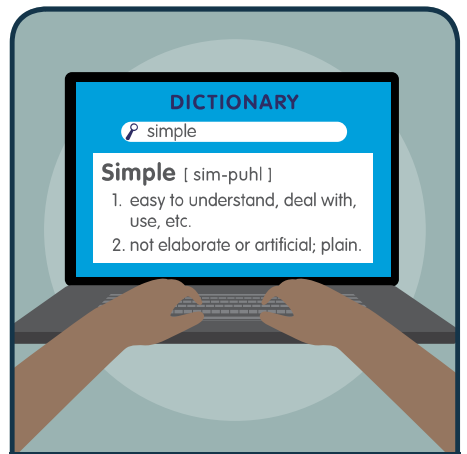 DICTIONARY
simple
Simple [ sim-puhl ]
1. easy to understand, deal with,
use, etc.
2. not elaborate or artificial; plain.